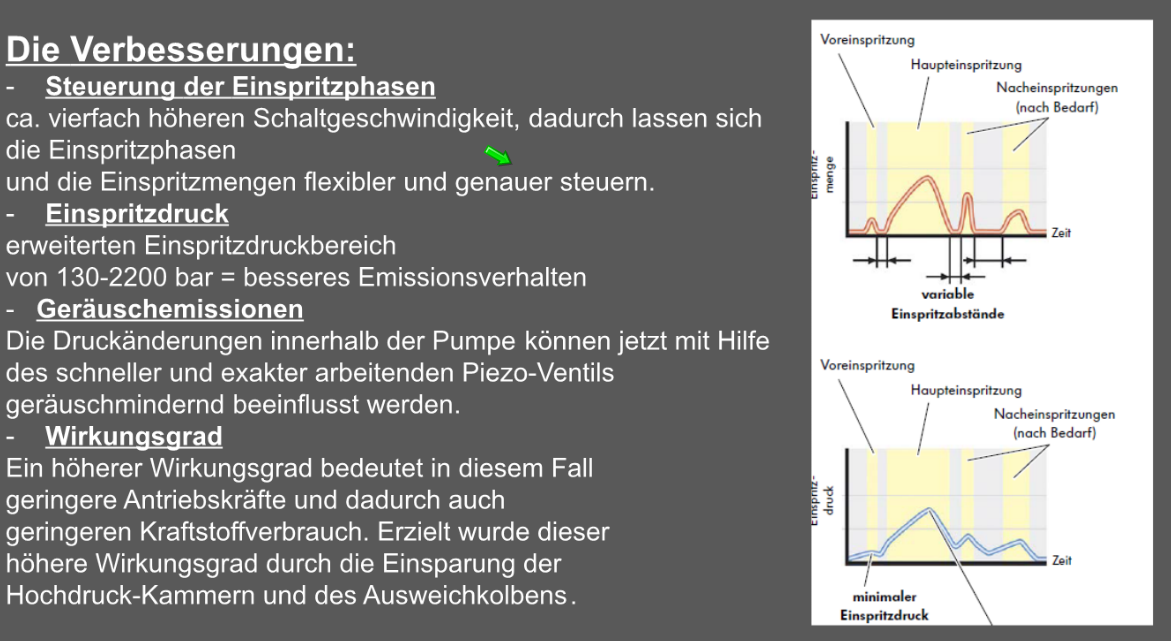 Die Verbesserungen:
- Steuerung der Einspritzphasen
ca. vierfach höheren Schaltgeschwindigkeit, dadurch lassen sich
die Einspritzphasen
und die Einspritzmengen flexibler und genauer steuern.
- Einspritzdruck
erweiterten Einspritzdruckbereich
von 130-2200 bar = besseres Emissionsverhalten
- Geräuschemissionen
Die Druckänderungen innerhalb der Pumpe können jetzt mit Hilfe
des schneller und exakter arbeitenden Piezo-Ventils
geräuschmindernd beeinflusst werden.
- Wirkungsgrad
Ein höherer Wirkungsgrad bedeutet in diesem Fall
geringere Antriebskräfte und dadurch auch
geringeren Kraftstoffverbrauch. Erzielt wurde dieser
höhere Wirkungsgrad durch die Einsparung der
Hochdruck-Kammern und des Ausweichkolbens.
Voreinspritzung
Haupteinspritzung
Nacheinspritzungen
(nach Bedarf)
Einspritz-
menge
Zeit
variable
Einspritzabstände
Voreinspritzung
Haupteinspritzung
Nacheinspritzungen
(nach Bedarf)
Einspritz-
druck
Zeit
minimaler
Einspritzdruck